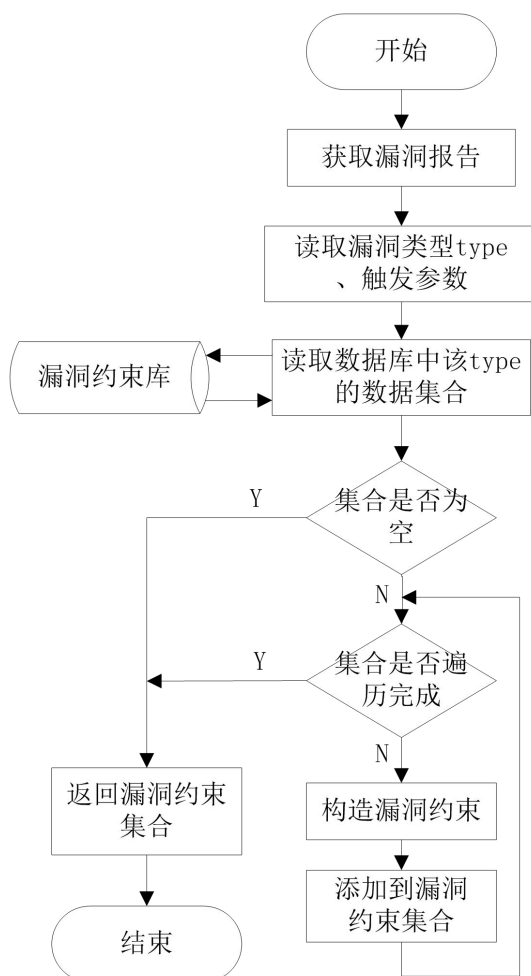 开始
获取漏洞报告
读取漏洞类型type
、触发参数
漏洞约束库
读取数据库中该type
的数据集合
Y
集合是否为
空
N
Y
集合是否遍
历完成
N
返回漏洞约束
集合
构造漏洞约束
添加到漏洞
约束集合
结束